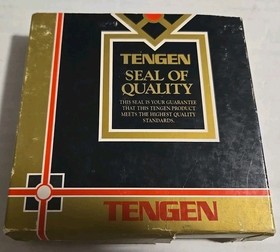 TENGEN
SEAL OF
QUALITY
THIS SEAL IS YOUR GUARANTEE
THAT THIS TENGEN PRODUCT
MEETS THE HIGHEST QUALITY
STANDARDS.
TENGEN